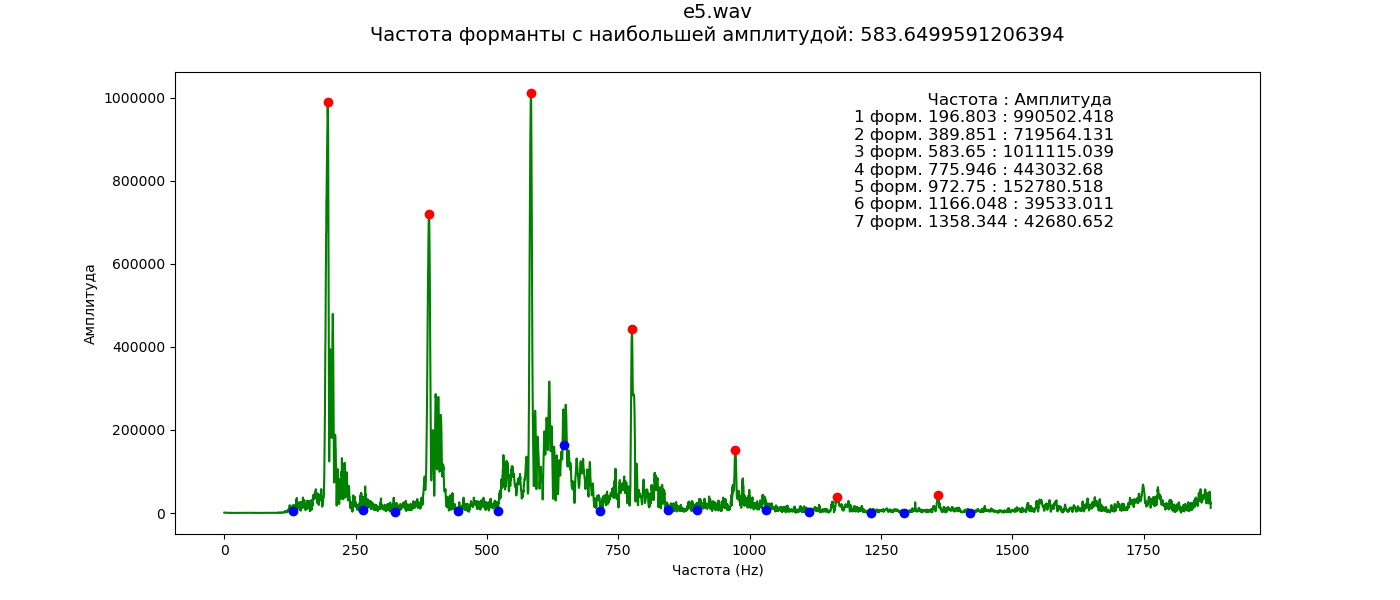 e5.wav
Частота форманты с наибольшей амплитудой: 583.6499591206394
Частота : Амплитуда
1 форм. 196.803 : 990502.418
2 форм. 389.851 : 719564.131
3 форм. 583.65 : 1011115.039
4 форм. 775.946 : 443032.68
5 форм. 972.75 : 152780.518
6 форм. 1166.048 : 39533.011
7 форм. 1358.344 : 42680.652
Амплитуда
1000000
800000
600000
400000
200000
0
0 250 500 750 1000 1250 1500 1750
Частота (Hz)